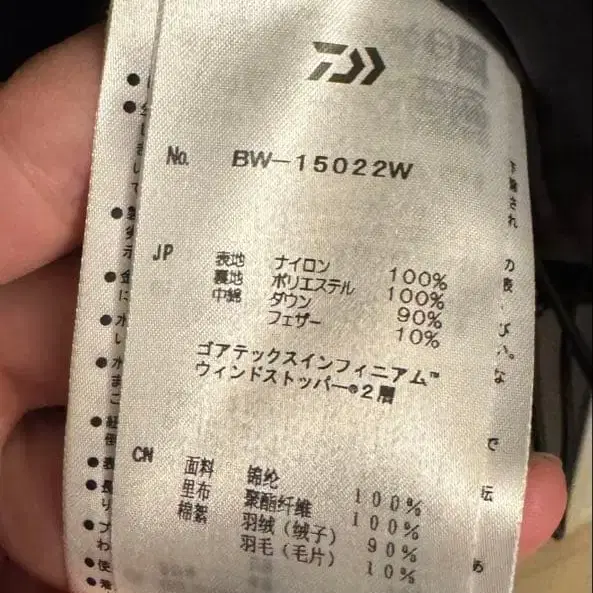 No. BW-15022W
JP
表地 ナイロン 100%
裏地 ポリエステル 100%
中綿 ダウン 90%
フェザー 10%
ゴアテックスインフィニアム™
ウィンドストッパー®2層
CN
面料 锦纶 100%
里布 聚酯纤维 100%
棉絮 羽绒(绒子) 90%
羽毛(毛片) 10%